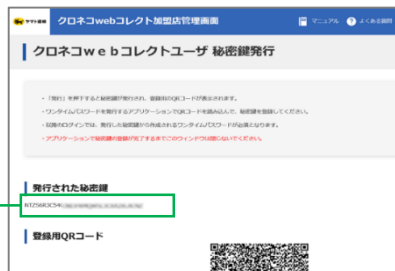 ヤマト運輸 クロネコwebコレクト加盟店管理画面 マニュアル ? よくある質問
クロネコwebコレクトユーザ 秘密鍵発行
・「発行」を押下すると秘密鍵が発行され、登録用のQRコードが表示されます。
・ワンタイムパスワードを発行するアプリケーションでQRコードを読み込んで、秘密鍵を登録してください。
・以降のログインでは、発行した秘密鍵から作成されるワンタイムパスワードが必須となります。
・アプリケーションで秘密鍵の登録が完了するまでこのウィンドウは閉じないでください。
発行された秘密鍵
登録用QRコード